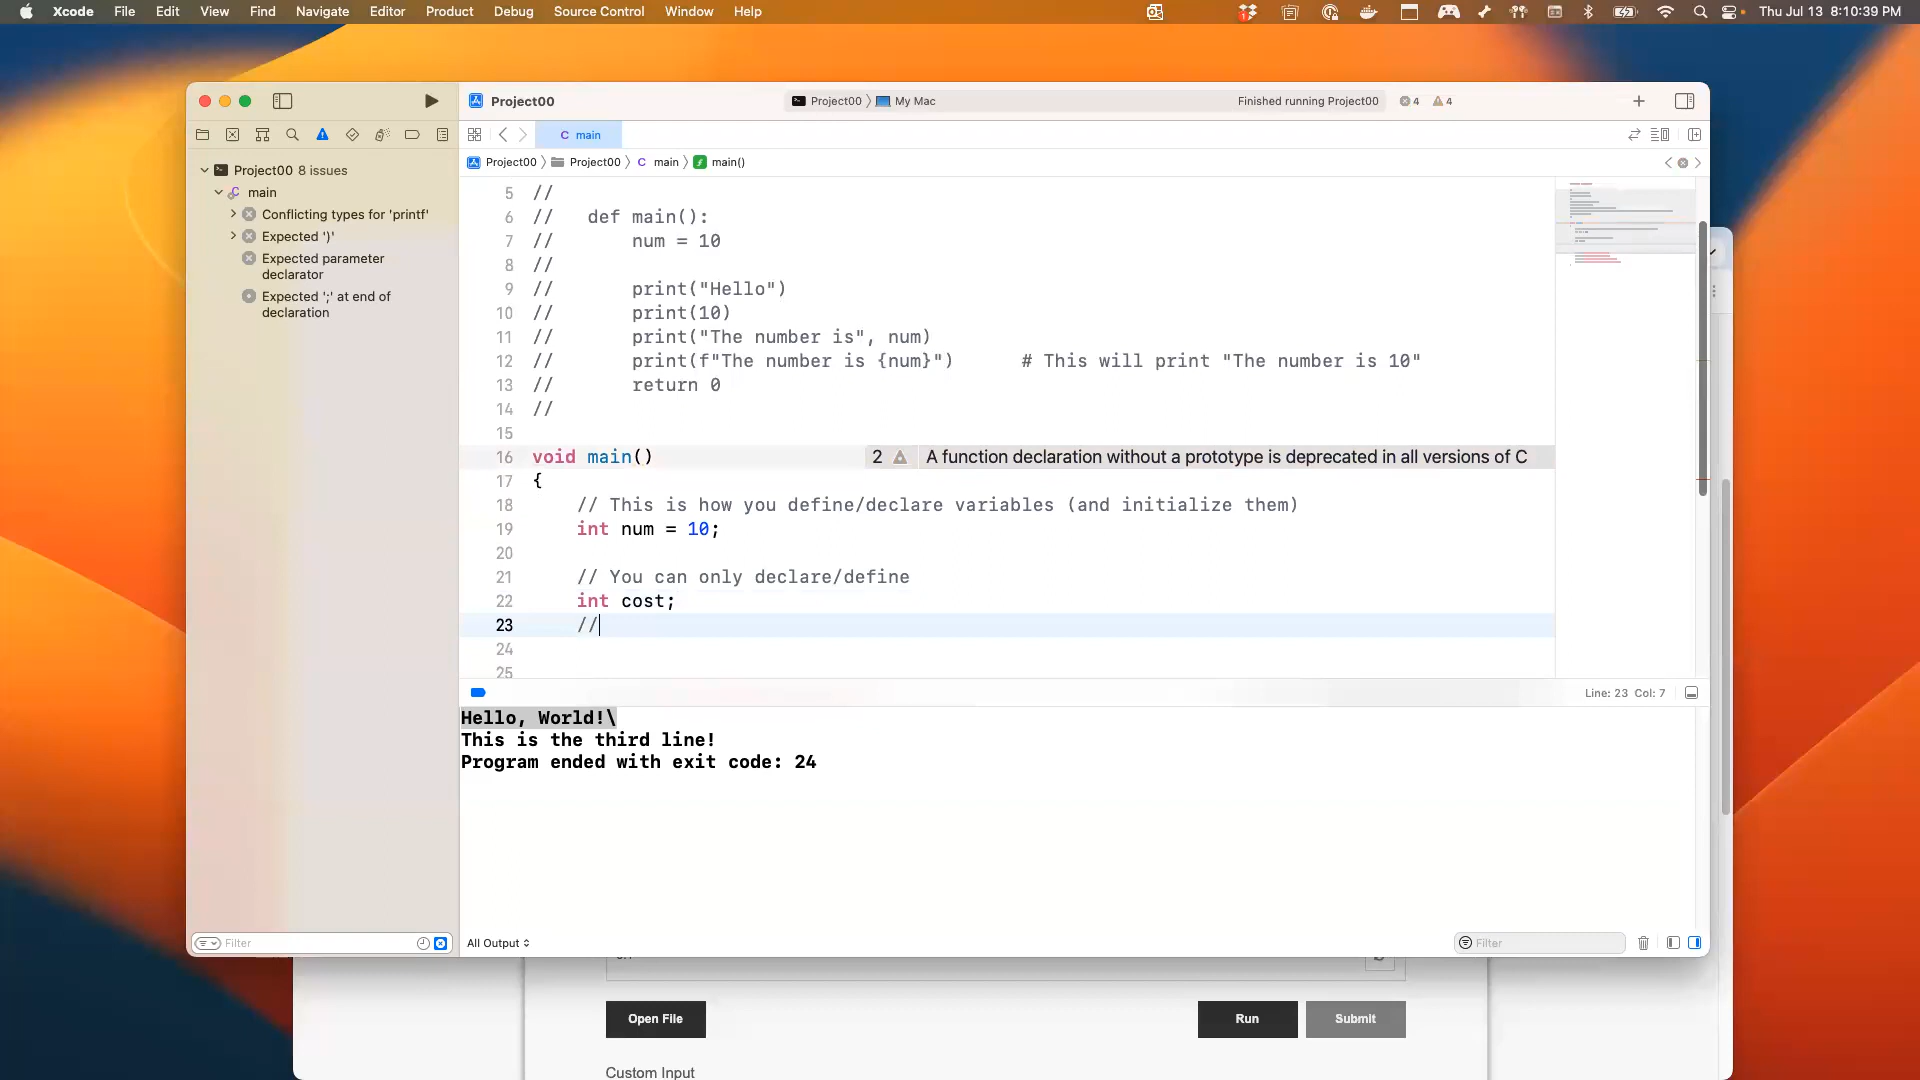 Xcode File Edit View Find Navigate Editor Product Debug Source Control Window Help
Thu Jul 13 8:10:39 PM
Project00
Project00 〉 My Mac
Finished running Project00
4
4
C main
Project00 〉 Project00 〉 C main 〉 main()
Project00 8 issues
main
Conflicting types for 'printf'
Expected ')'
Expected parameter
declarator
Expected ';' at end of
declaration
5 //
6 //   def main():
7 //       num = 10
8 //
9 //       print("Hello")
10 //       print(10)
11 //       print("The number is", num)
12 //       print(f"The number is {num}")      # This will print "The number is 10"
13 //       return 0
14 //
15
16 void main()
2 A function declaration without a prototype is deprecated in all versions of C
17 {
18     // This is how you define/declare variables (and initialize them)
19     int num = 10;
20
21     // You can only declare/define
22     int cost;
23     //
24
25
Line: 23 Col: 7
Hello, World!\
This is the third line!
Program ended with exit code: 24
Filter
All Output
Filter
Open File
Run
Submit
Custom Input